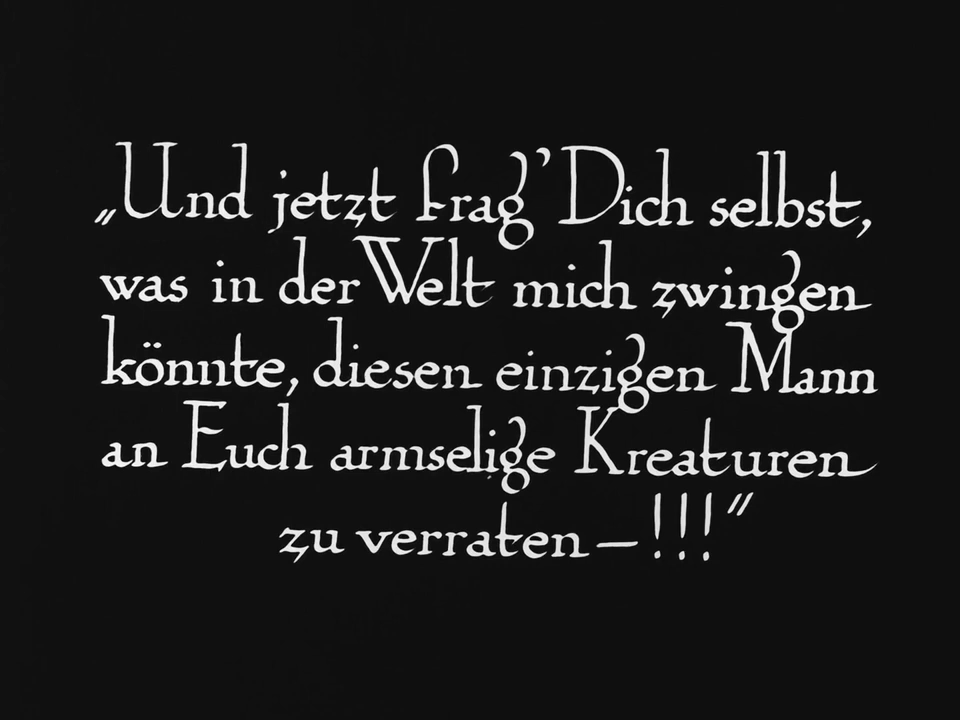 „Und jetzt frag' Dich selbst,
was in der Welt mich zwingen
könnte, diesen einzigen Mann
an Euch armselige Kreaturen
zu verraten – !!!"